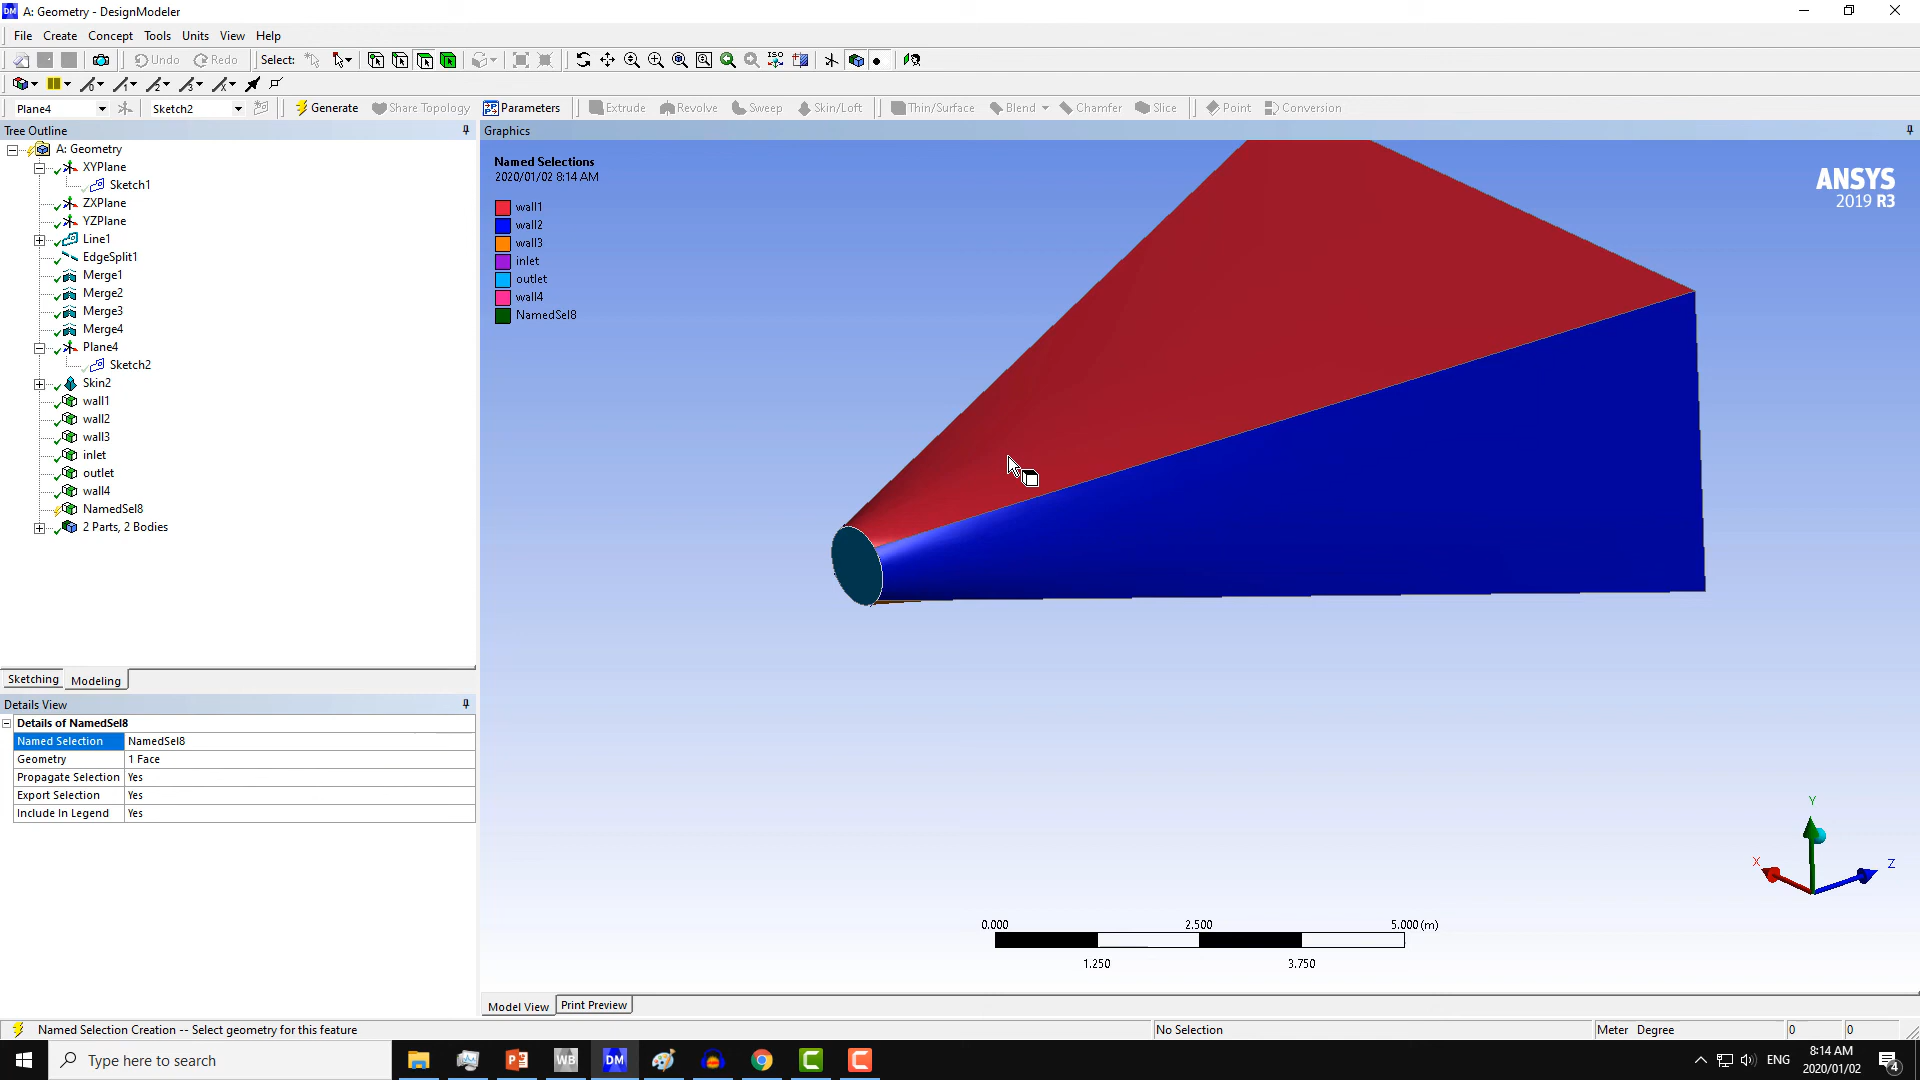 A: Geometry - DesignModeler
File Create Concept Tools Units View Help
Undo Redo Select:
Plane4 Sketch2 Generate Share Topology Parameters Extrude Revolve Sweep Skin/Loft Thin/Surface Blend Chamfer Slice Point Conversion
Tree Outline
Graphics
A: Geometry
XYPlane
Sketch1
ZXPlane
YZPlane
Line1
EdgeSplit1
Merge1
Merge2
Merge3
Merge4
Plane4
Sketch2
Skin2
wall1
wall2
wall3
inlet
outlet
wall4
NamedSel8
2 Parts, 2 Bodies
Sketching Modeling
Details View
Details of NamedSel8
Named Selection NamedSel8
Geometry 1 Face
Propagate Selection Yes
Export Selection Yes
Include In Legend Yes
Named Selections
2020/01/02 8:14 AM
wall1
wall2
wall3
inlet
outlet
wall4
NamedSel8
ANSYS
2019 R3
Y
X
Z
0.000 2.500 5.000 (m)
1.250 3.750
Model View Print Preview
Named Selection Creation -- Select geometry for this feature
No Selection
Meter Degree 0 0
Type here to search
WB
DM
ENG
8:14 AM
2020/01/02
4